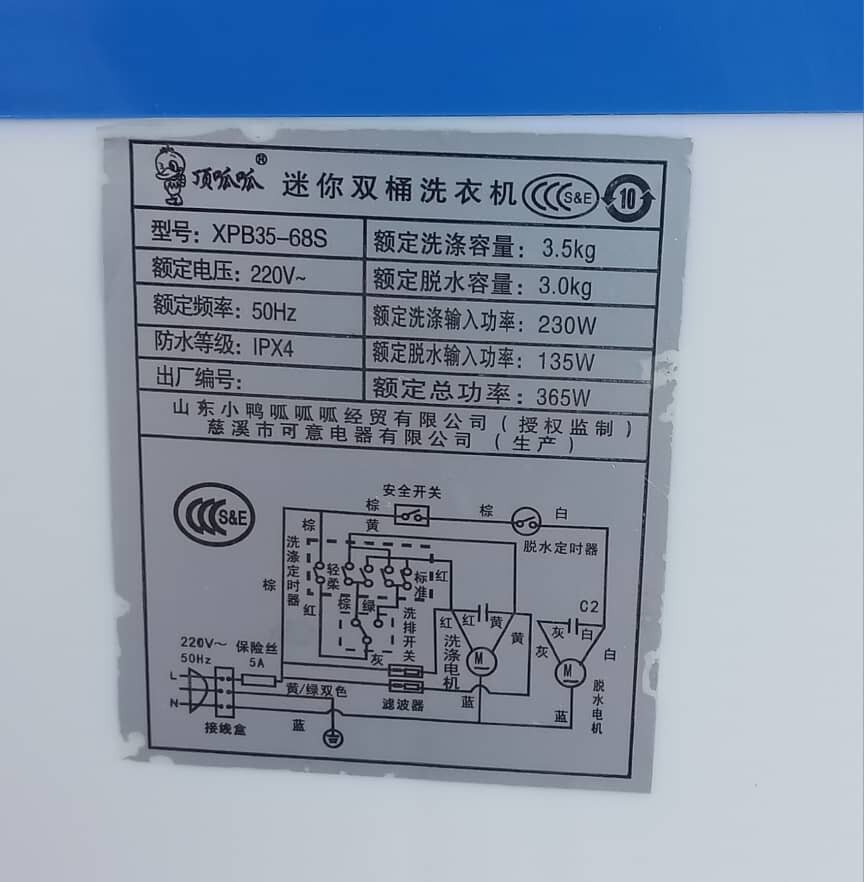 顶呱呱® 迷你双桶洗衣机 CCC S&E 10
型号: XPB35-68S 额定洗涤容量: 3.5kg
额定电压: 220V~ 额定脱水容量: 3.0kg
额定频率: 50Hz 额定洗涤输入功率: 230W
防水等级: IPX4 额定脱水输入功率: 135W
出厂编号: 额定总功率: 365W
山东小鸭呱呱呱经贸有限公司(授权监制)
慈溪市可意电器有限公司(生产)
CCC S&E
安全开关
棕 棕 白
棕 黄
脱水定时器
洗涤定时器
轻柔
标准
红
棕
红
棕 绿
洗排开关
C2
红 红 黄 黄
灰 白
灰 白
洗涤电机
M
M
脱水电机
灰
220V~
50Hz
保险丝
5A
L
N
黄/绿双色
滤波器
蓝 蓝
接线盒
蓝